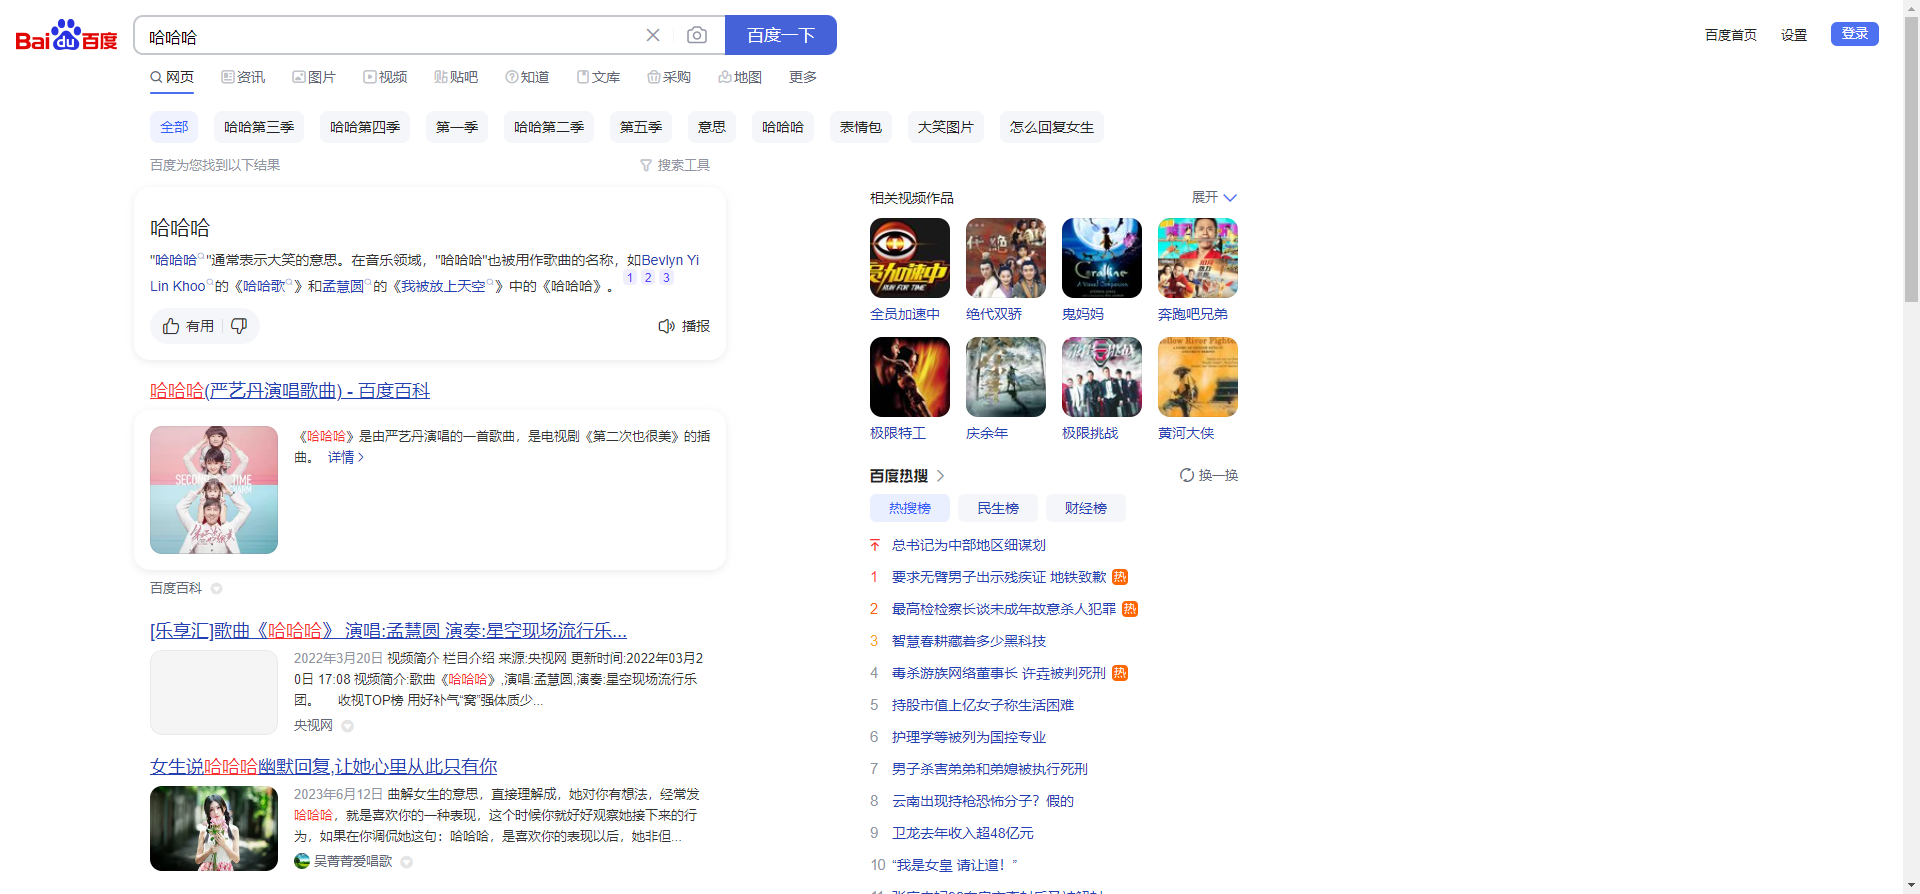 Bai du 百度
哈哈哈
百度一下
百度首页 设置 登录
网页 资讯 图片 视频 贴吧 知道 文库 采购 地图 更多
全部 哈哈第三季 哈哈第四季 第一季 哈哈第二季 第五季 意思 哈哈哈 表情包 大笑图片 怎么回复女生
百度为您找到以下结果 搜索工具
哈哈哈
"哈哈哈"通常表示大笑的意思。在音乐领域，"哈哈哈"也被用作歌曲的名称，如Bevlyn Yi
Lin Khoo的《哈哈歌》和孟慧圆的《我被放上天空》中的《哈哈哈》。 1 2 3
有用 播报
哈哈哈(严艺丹演唱歌曲) - 百度百科
《哈哈哈》是由严艺丹演唱的一首歌曲，是电视剧《第二次也很美》的插
曲。 详情
百度百科
[乐享汇]歌曲《哈哈哈》 演唱:孟慧圆 演奏:星空现场流行乐...
2022年3月20日 视频简介 栏目介绍 来源:央视网 更新时间:2022年03月2
0日 17:08 视频简介:歌曲《哈哈哈》,演唱:孟慧圆,演奏:星空现场流行乐
团。 收视TOP榜 用好补气“窝”强体质少...
央视网
女生说哈哈哈幽默回复,让她心里从此只有你
2023年6月12日 曲解女生的意思，直接理解成，她对你有想法，经常发
哈哈哈，就是喜欢你的一种表现，这个时候你就好好观察她接下来的行
为，如果在你调侃她这句：哈哈哈，是喜欢你的表现以后，她非但...
吴菁菁爱唱歌
相关视频作品 展开
RUN FOR TIME
Coraline
全员加速中 绝代双骄 鬼妈妈 奔跑吧兄弟
极限特工 庆余年 极限挑战 黄河大侠
百度热搜 换一换
热搜榜 民生榜 财经榜
总书记为中部地区细谋划
1 要求无臂男子出示残疾证 地铁致歉 热
2 最高检检察长谈未成年故意杀人犯罪 热
3 智慧春耕藏着多少黑科技
4 毒杀游族网络董事长 许垚被判死刑 热
5 持股市值上亿女子称生活困难
6 护理学等被列为国控专业
7 男子杀害弟弟和弟媳被执行死刑
8 云南出现持枪恐怖分子？假的
9 卫龙去年收入超48亿元
10 “我是女皇 请让道！”